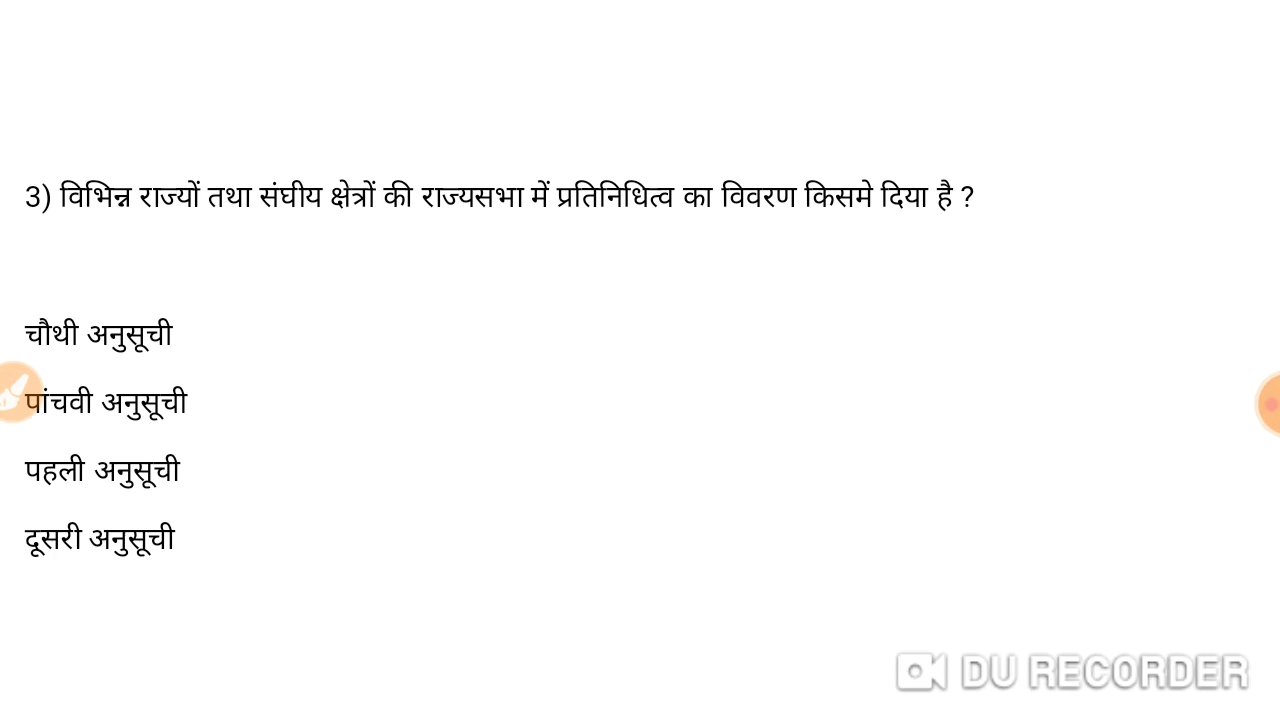 3) विभिन्न राज्यों तथा संघीय क्षेत्रों की राज्यसभा में प्रतिनिधित्व का विवरण किसमे दिया है ?
चौथी अनुसूची
पांचवी अनुसूची
पहली अनुसूची
दूसरी अनुसूची
DU RECORDER